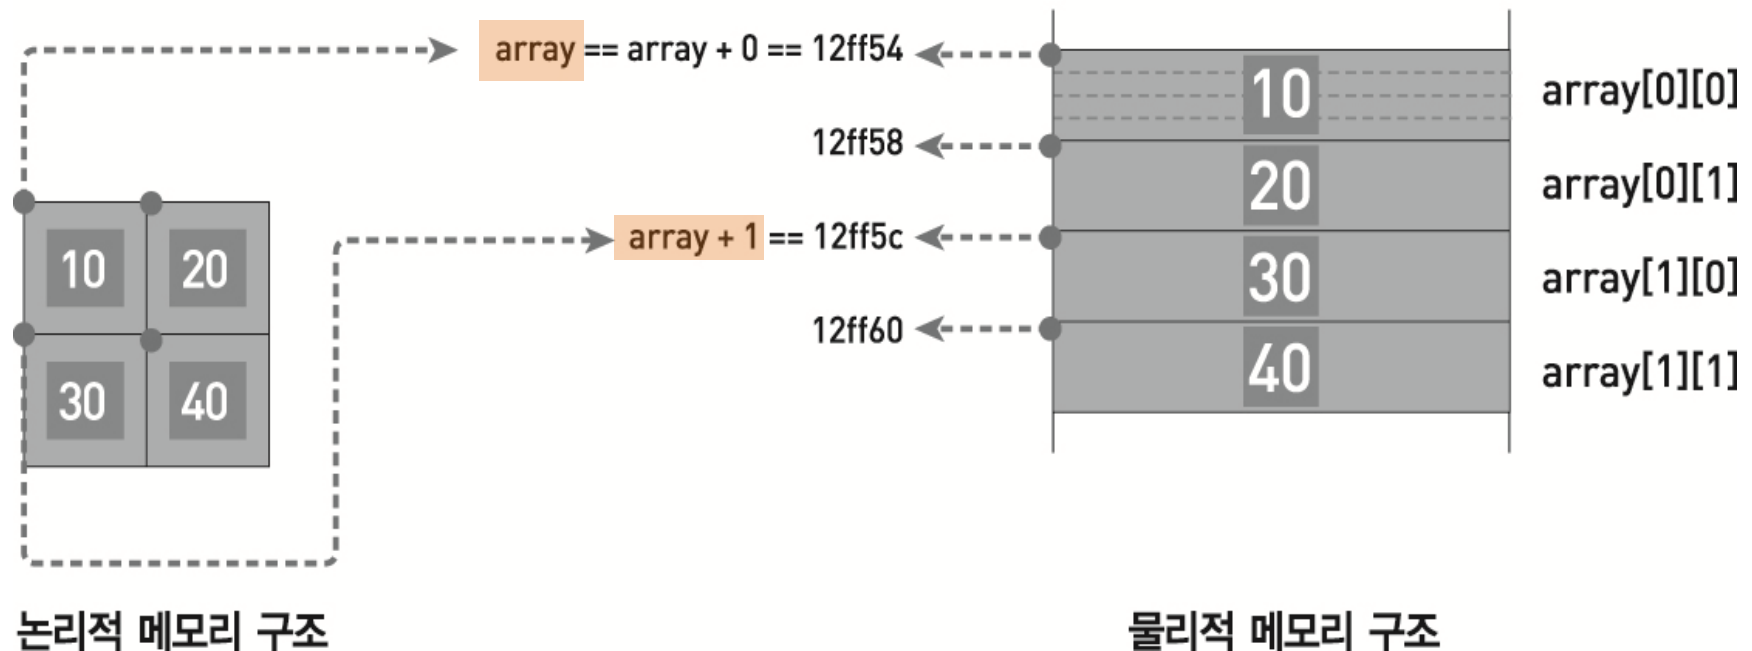 array == array + 0 == 12ff54
10
array[0][0]
12ff58
20
array[0][1]
array + 1 == 12ff5c
30
array[1][0]
12ff60
40
array[1][1]
10 20
30 40
논리적 메모리 구조
물리적 메모리 구조